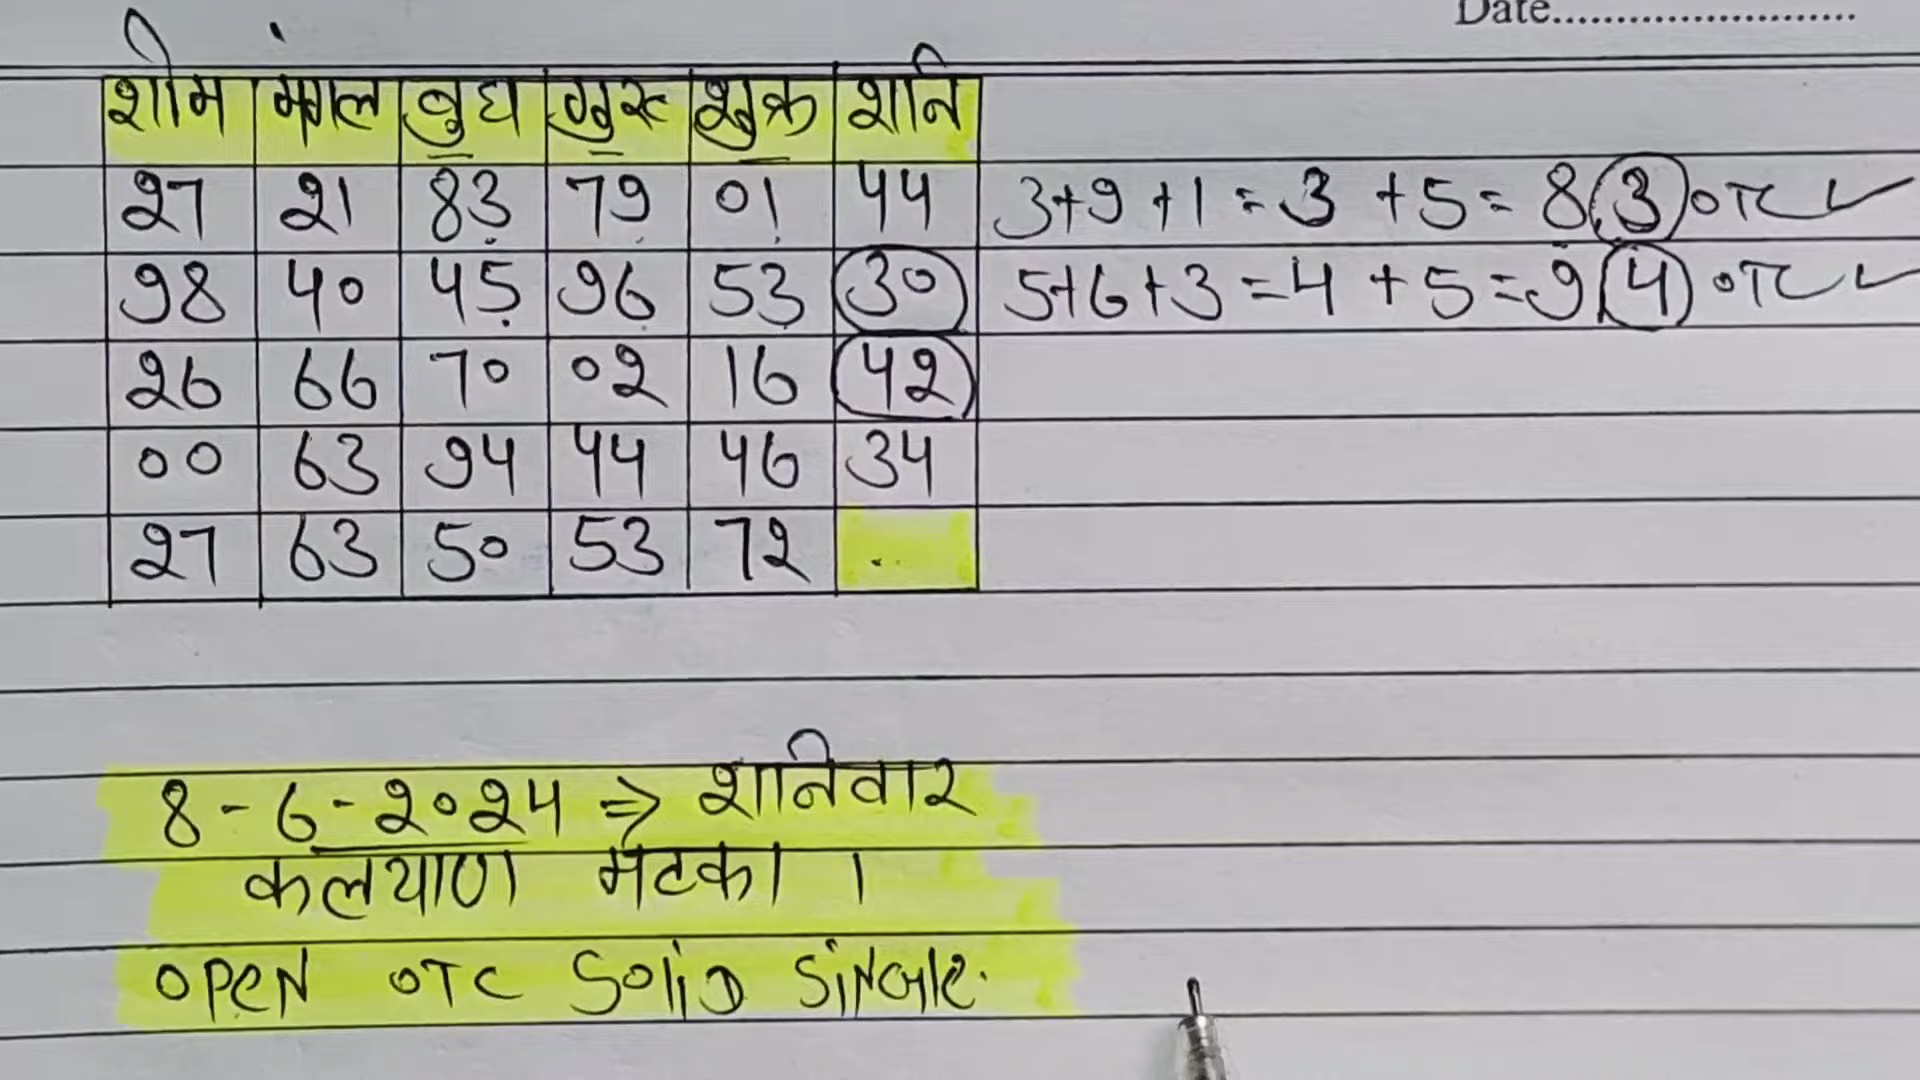 Date........................
शोम मंगल बुध गुरु शुक्र शनि
27 21 83 79 01 44 3+9+1=3 +5=8 3 OTC ✓
98 40 45 96 53 30 5+6+3=4 +5=9 4 OTC ✓
26 66 70 02 16 42
00 63 94 44 46 34
27 63 50 53 72 ..
8-6-2024 ⇒ शनिवार
कलयाण मटका ।
OPEN OTC Solid Single.